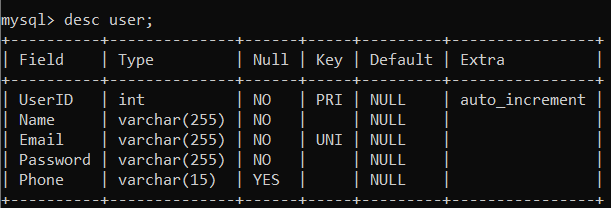 mysql> desc user;
+----------+--------------+------+-----+---------+----------------+
| Field    | Type         | Null | Key | Default | Extra          |
+----------+--------------+------+-----+---------+----------------+
| UserID   | int          | NO   | PRI | NULL    | auto_increment |
| Name     | varchar(255) | NO   |     | NULL    |                |
| Email    | varchar(255) | NO   | UNI | NULL    |                |
| Password | varchar(255) | NO   |     | NULL    |                |
| Phone    | varchar(15)  | YES  |     | NULL    |                |
+----------+--------------+------+-----+---------+----------------+